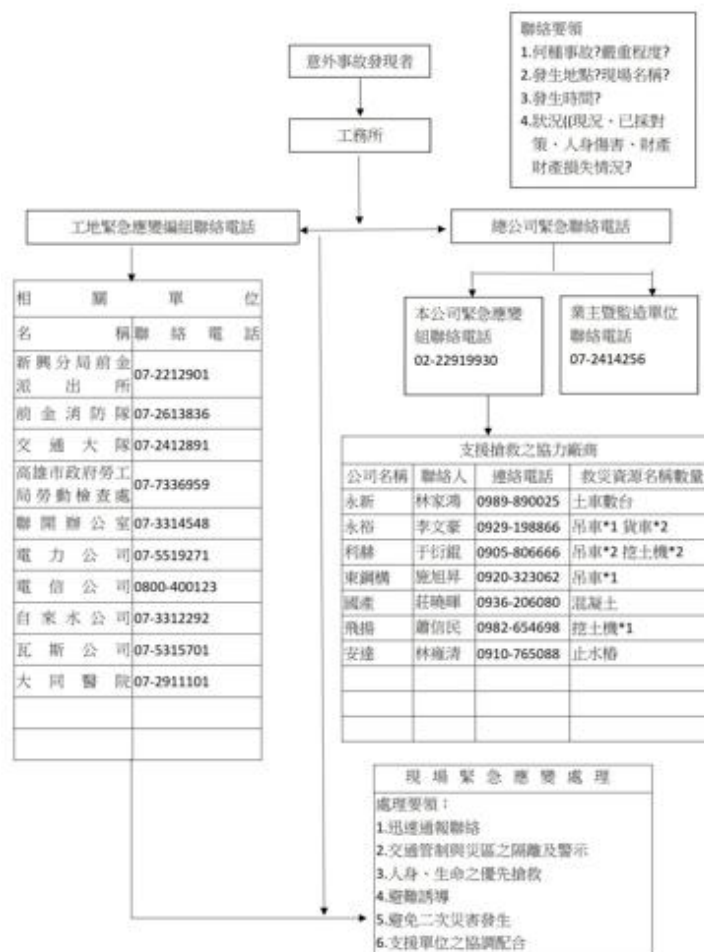 聯絡要領
1.何種事故?嚴重程度?
2.發生地點?現場名稱?
3.發生時間?
4.狀況((現況、已採對
策、人身傷害、財產
財產損失情況?
意外事故發現者
工務所
工地緊急應變編組聯絡電話
總公司緊急聯絡電話
相關單位
名稱 聯絡電話
新興分局前金
派出所 07-2212901
前金消防隊 07-2613836
交通大隊 07-2412891
高雄市政府勞工
局勞動檢查處 07-7336959
聯開辦公室 07-3314548
電力公司 07-5519271
電信公司 0800-400123
自來水公司 07-3312292
瓦斯公司 07-5315701
大同醫院 07-2911101
本公司緊急應變
組聯絡電話
02-22919930
業主暨監造單位
聯絡電話
07-2414256
支援搶救之協力廠商
公司名稱 聯絡人 連絡電話 救災資源名稱數量
永新 林家鴻 0989-890025 土車數台
永裕 李文豪 0929-198866 吊車*1 貨車*2
利赫 于衍錕 0905-806666 吊車*2 挖土機*2
東鋼構 施旭昇 0920-323062 吊車*1
國產 莊曉暉 0936-206080 混凝土
飛揚 蕭信民 0982-654698 挖土機*1
安達 林雍清 0910-765088 止水樁
現場緊急應變處理
處理要領：
1.迅速通報聯絡
2.交通管制與災區之隔離及警示
3.人身、生命之優先搶救
4.避難誘導
5.避免二次災害發生
6.支援單位之協調配合